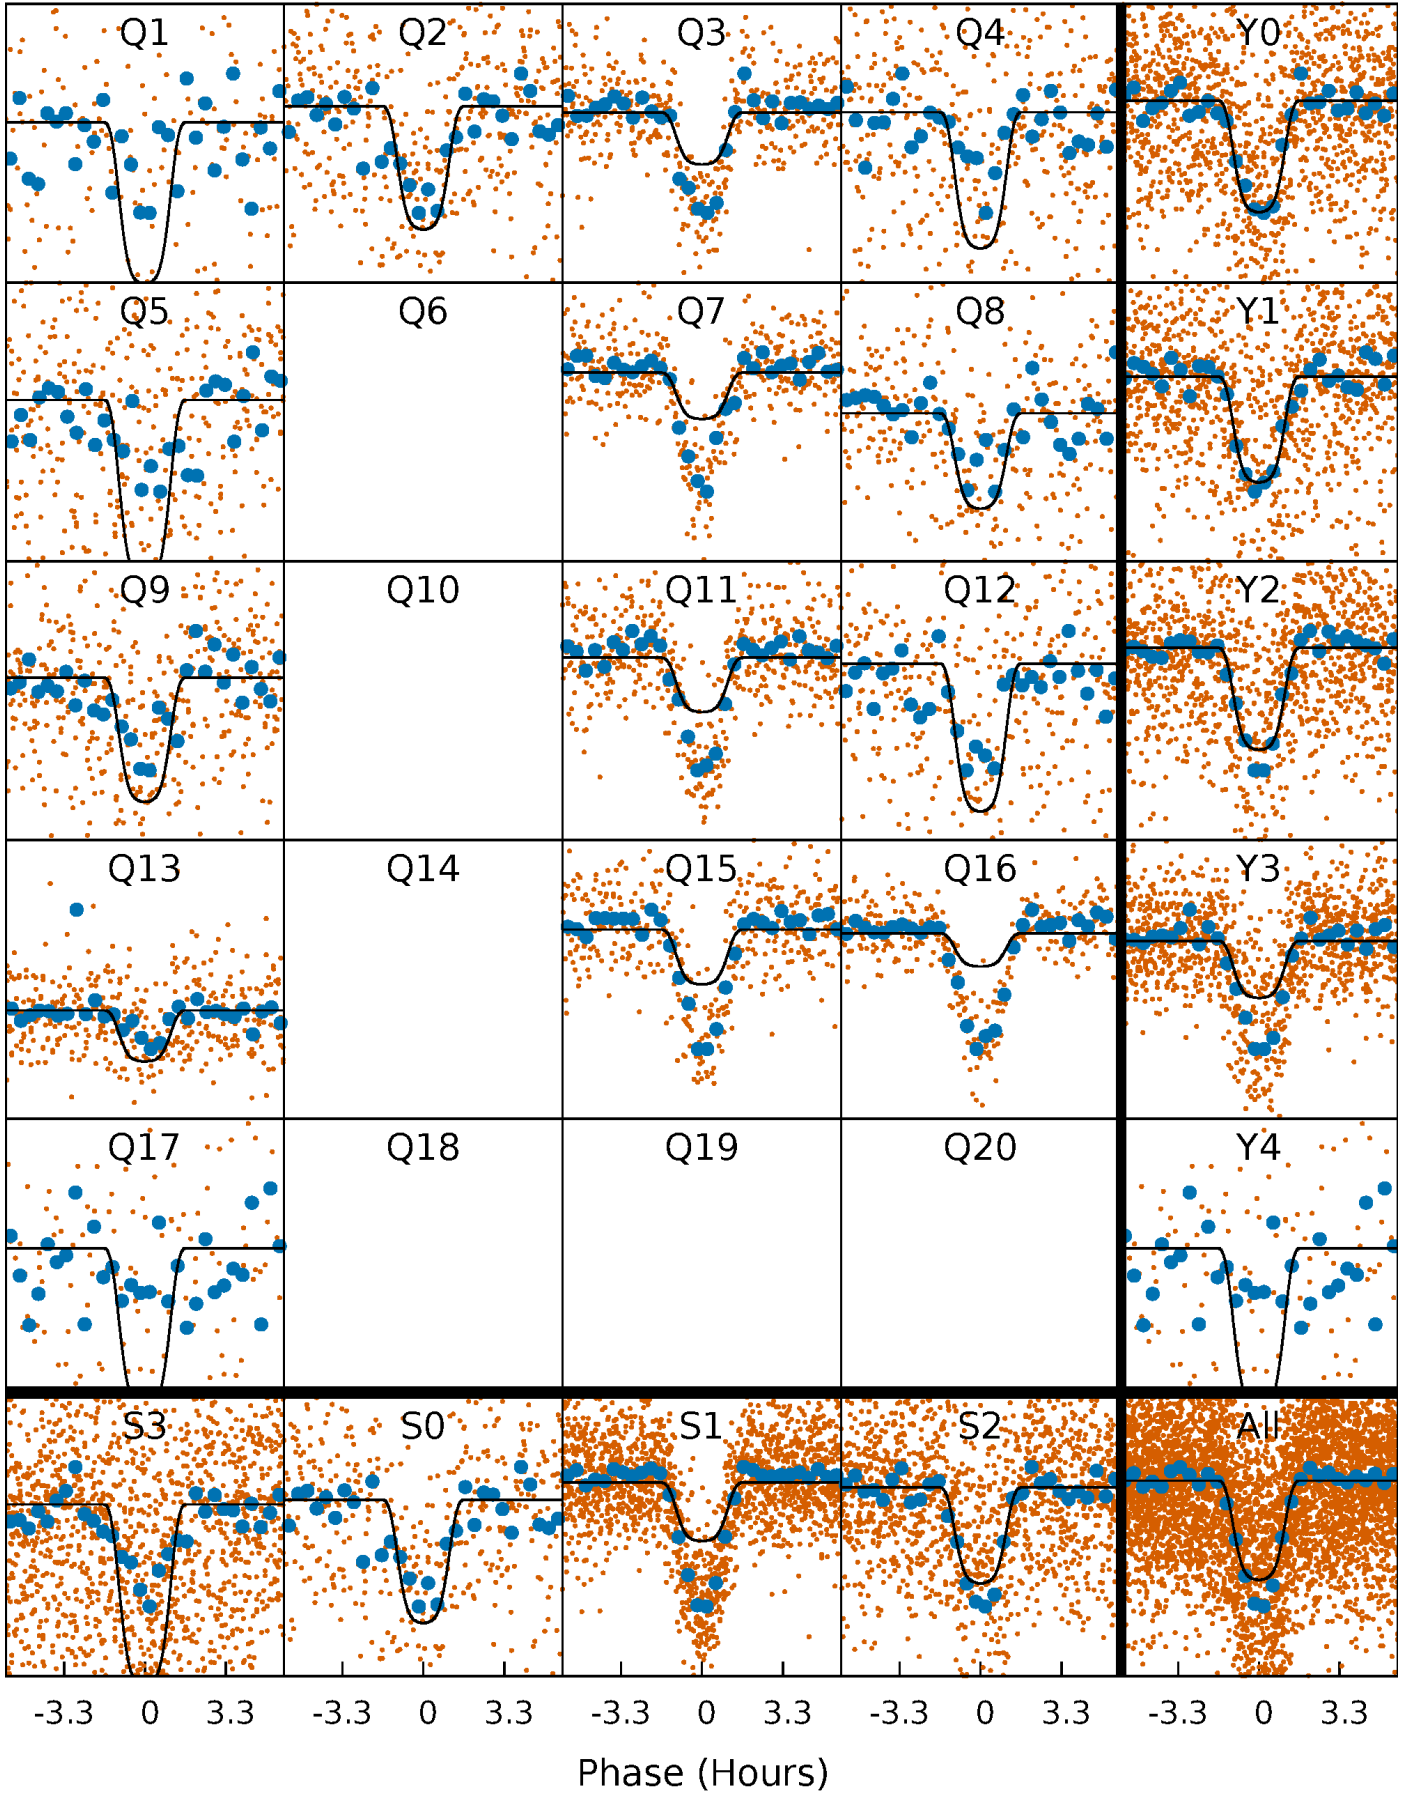 Q1 Q2 Q3 Q4 Y0
Q5 Q6 Q7 Q8 Y1
Q9 Q10 Q11 Q12 Y2
Q13 Q14 Q15 Q16 Y3
Q17 Q18 Q19 Q20 Y4
S3 S0 S1 S2 All
-3.3 0 3.3 -3.3 0 3.3 -3.3 0 3.3 -3.3 0 3.3 -3.3 0 3.3
Phase (Hours)